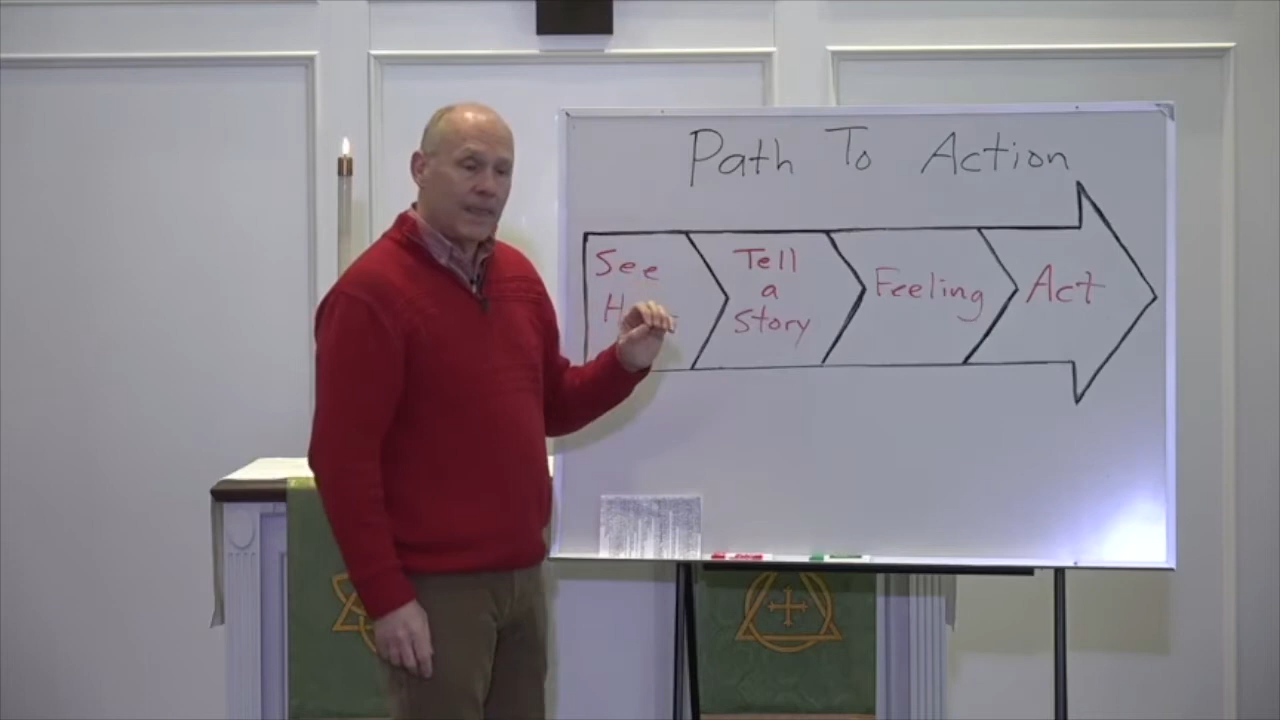 Path To Action
See
Tell
a
Story
Feeling
Act